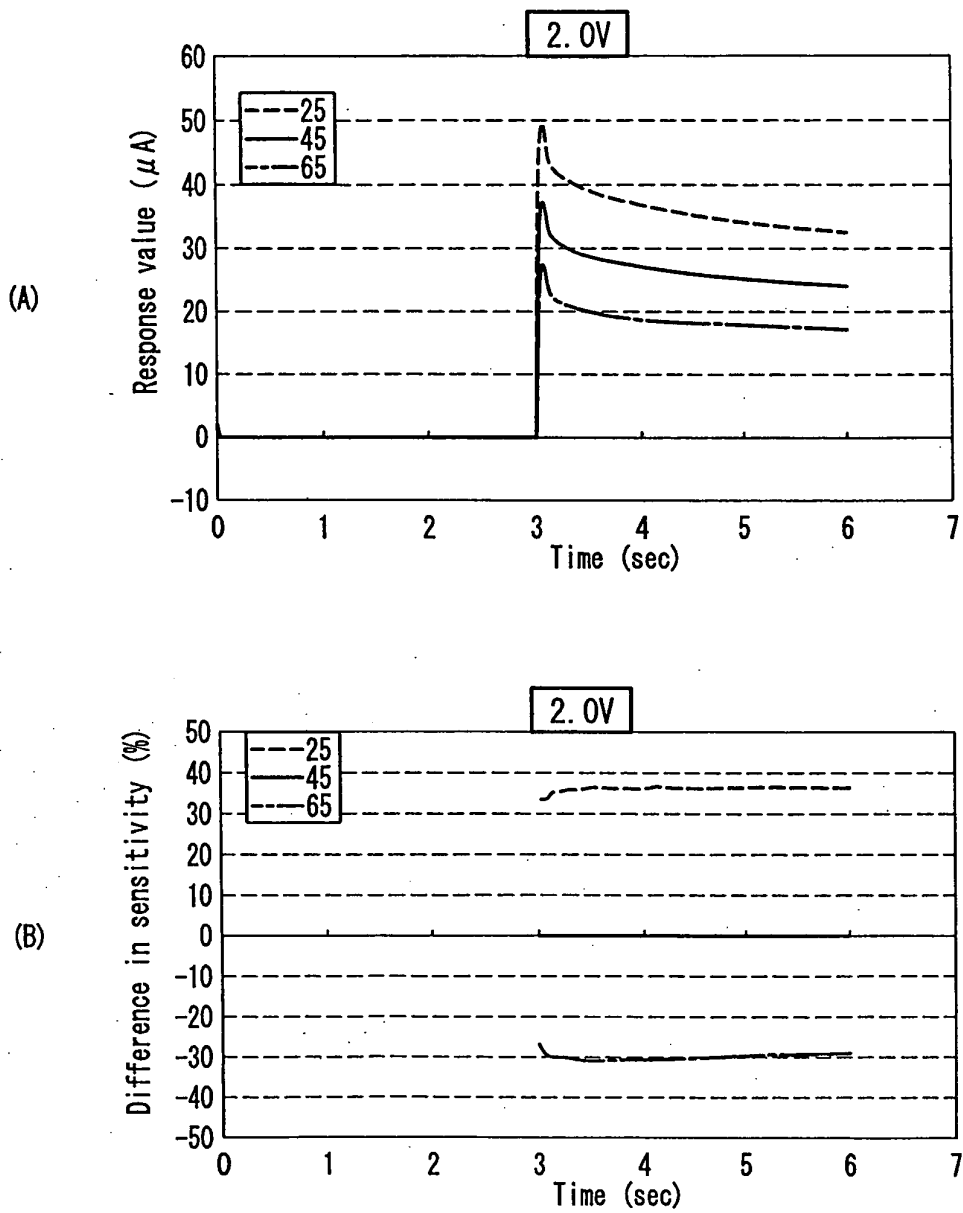 2. 0V
60
50
40
30
20
10
0
-10
25
45
65
Response value (μA)
(A)
0 1 2 3 4 5 6 7
Time (sec)
2. 0V
50
40
30
20
10
0
-10
-20
-30
-40
-50
25
45
65
Difference in sensitivity (%)
(B)
0 1 2 3 4 5 6 7
Time (sec)